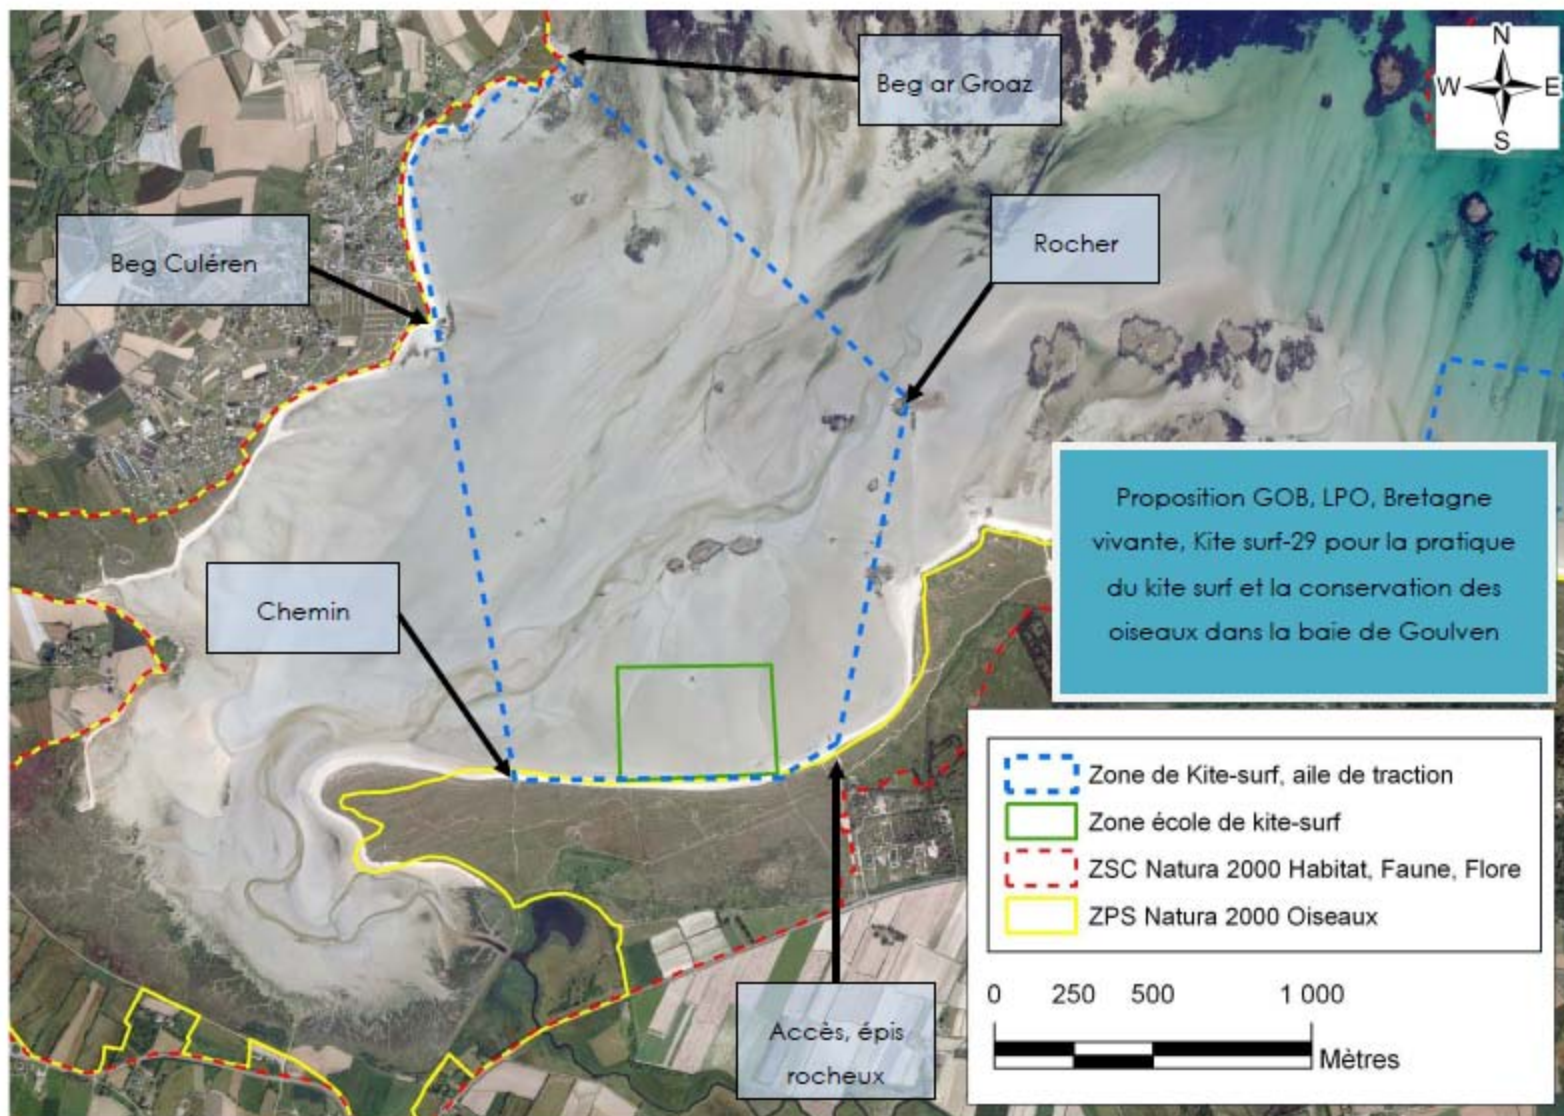 Beg ar Groaz
N
W
E
S
Beg Culéren
Rocher
Chemin
Proposition GOB, LPO, Bretagne
vivante, Kite surf-29 pour la pratique
du kite surf et la conservation des
oiseaux dans la baie de Goulven
Zone de Kite-surf, aile de traction
Zone école de kite-surf
ZSC Natura 2000 Habitat, Faune, Flore
ZPS Natura 2000 Oiseaux
0 250 500 1 000
Mètres
Accès, épis
rocheux